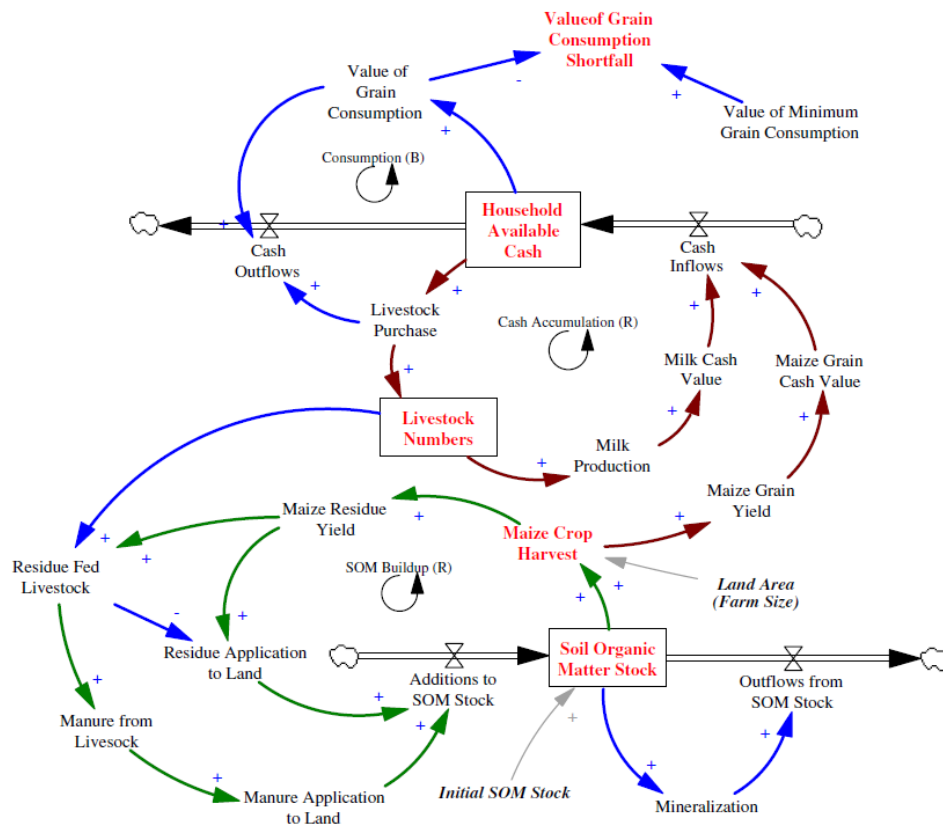 Valueof Grain
Consumption
Shortfall
Value of
Grain
Consumption
-
+
Value of Minimum
Grain Consumption
+
Consumption (B)
Household
Available
Cash
+
Cash
Outflows
Cash
Inflows
+
+
Livestock
Purchase
Cash Accumulation (R)
+
+
+
Milk Cash
Value
Maize Grain
Cash Value
Livestock
Numbers
+
+
Milk
Production
+
Maize Grain
Yield
Maize Residue
Yield
+
Maize Crop
Harvest
+
+
+
Residue Fed
Livestock
SOM Buildup (R)
Land Area
(Farm Size)
+
+
-
+
Residue Application
to Land
Soil Organic
Matter Stock
Additions to
SOM Stock
Outflows from
SOM Stock
+
+
+
+
Manure from
Livesock
+
+
+
Manure Application
to Land
Initial SOM Stock
Mineralization